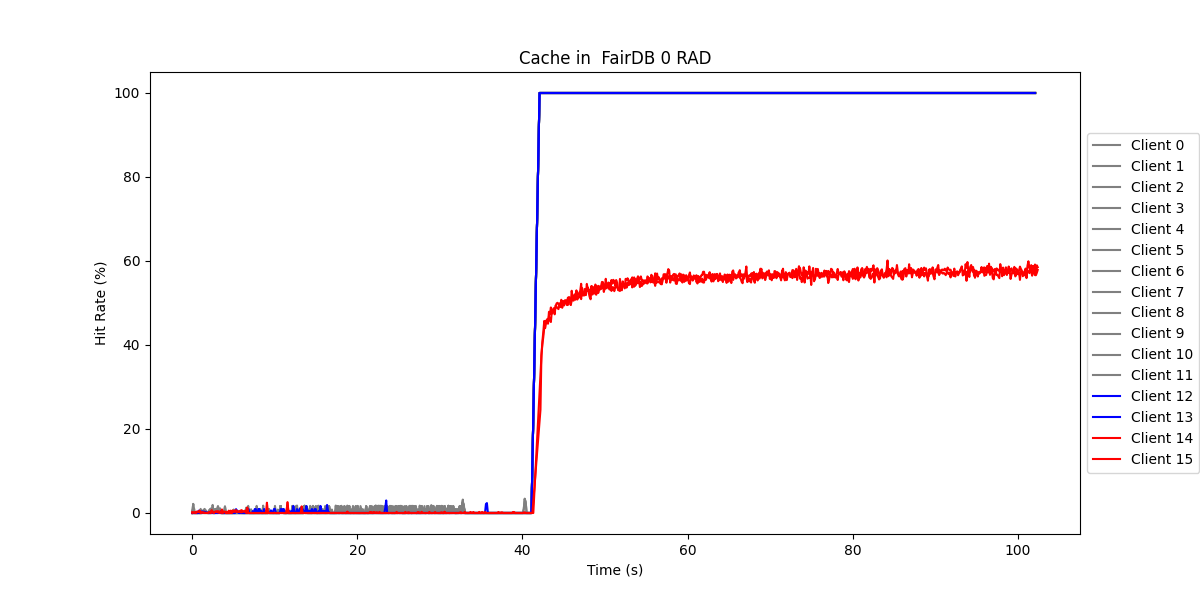 Cache in  FairDB 0 RAD
Hit Rate (%)
100
80
60
40
20
0
0 20 40 60 80 100
Time (s)
Client 0
Client 1
Client 2
Client 3
Client 4
Client 5
Client 6
Client 7
Client 8
Client 9
Client 10
Client 11
Client 12
Client 13
Client 14
Client 15